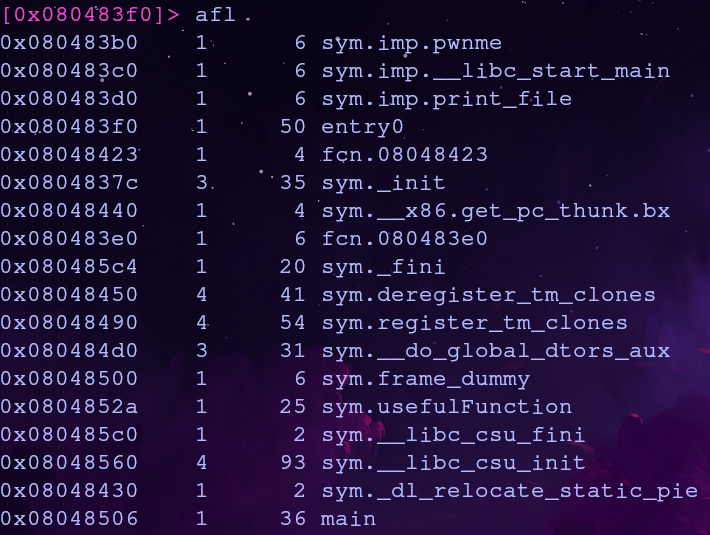 [0x080483f0]> afl
0x080483b0 1 6 sym.imp.pwnme
0x080483c0 1 6 sym.imp.__libc_start_main
0x080483d0 1 6 sym.imp.print_file
0x080483f0 1 50 entry0
0x08048423 1 4 fcn.08048423
0x0804837c 3 35 sym._init
0x08048440 1 4 sym.__x86.get_pc_thunk.bx
0x080483e0 1 6 fcn.080483e0
0x080485c4 1 20 sym._fini
0x08048450 4 41 sym.deregister_tm_clones
0x08048490 4 54 sym.register_tm_clones
0x080484d0 3 31 sym.__do_global_dtors_aux
0x08048500 1 6 sym.frame_dummy
0x0804852a 1 25 sym.usefulFunction
0x080485c0 1 2 sym.__libc_csu_fini
0x08048560 4 93 sym.__libc_csu_init
0x08048430 1 2 sym._dl_relocate_static_pie
0x08048506 1 36 main